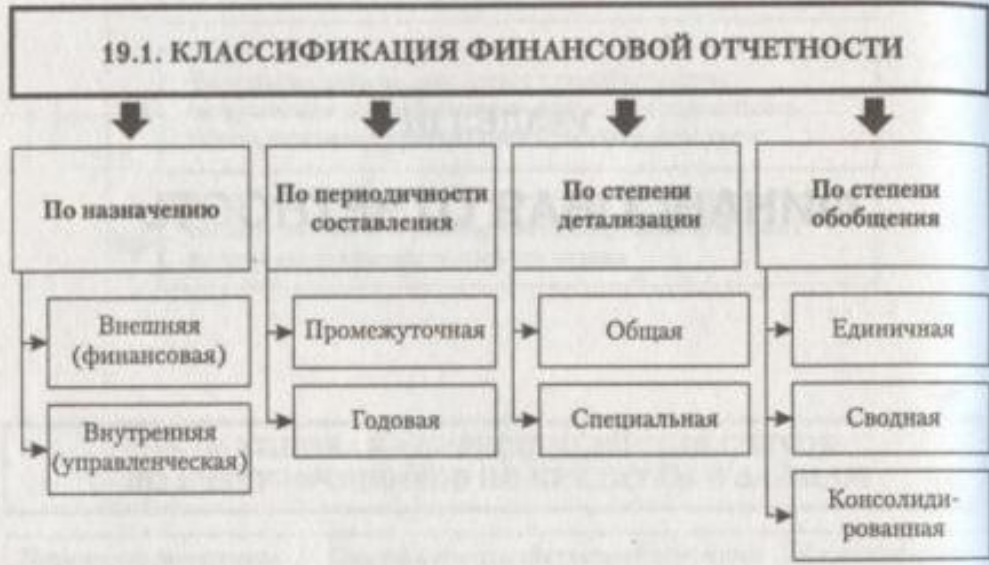 19.1. КЛАССИФИКАЦИЯ ФИНАНСОВОЙ ОТЧЕТНОСТИ
По назначению
Внешняя
(финансовая)
Внутренняя
(управленческая)
По периодичности
составления
Промежуточная
Годовая
По степени
детализации
Общая
Специальная
По степени
обобщения
Единичная
Сводная
Консолиди-
рованная